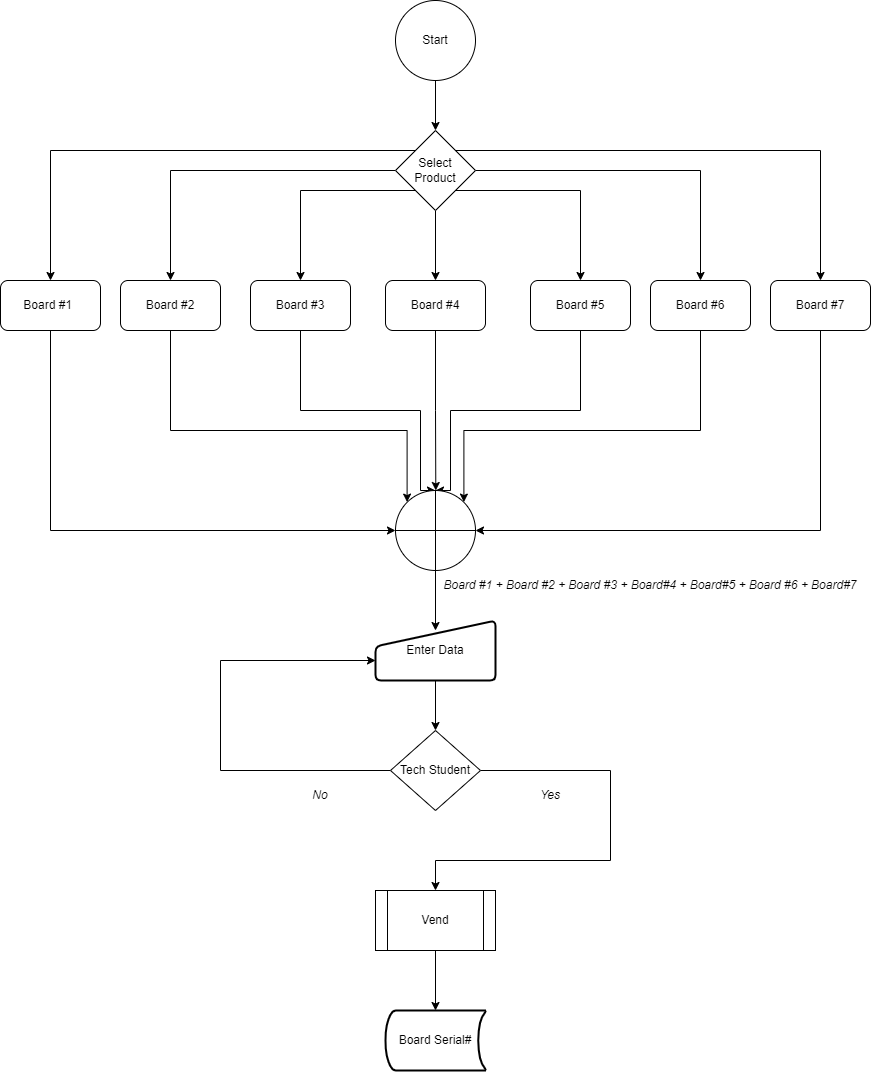 Start
Select
Product
Board #1
Board #2
Board #3
Board #4
Board #5
Board #6
Board #7
Board #1 + Board #2 + Board #3 + Board#4 + Board#5 + Board #6 + Board#7
Enter Data
Tech Student
No
Yes
Vend
Board Serial#